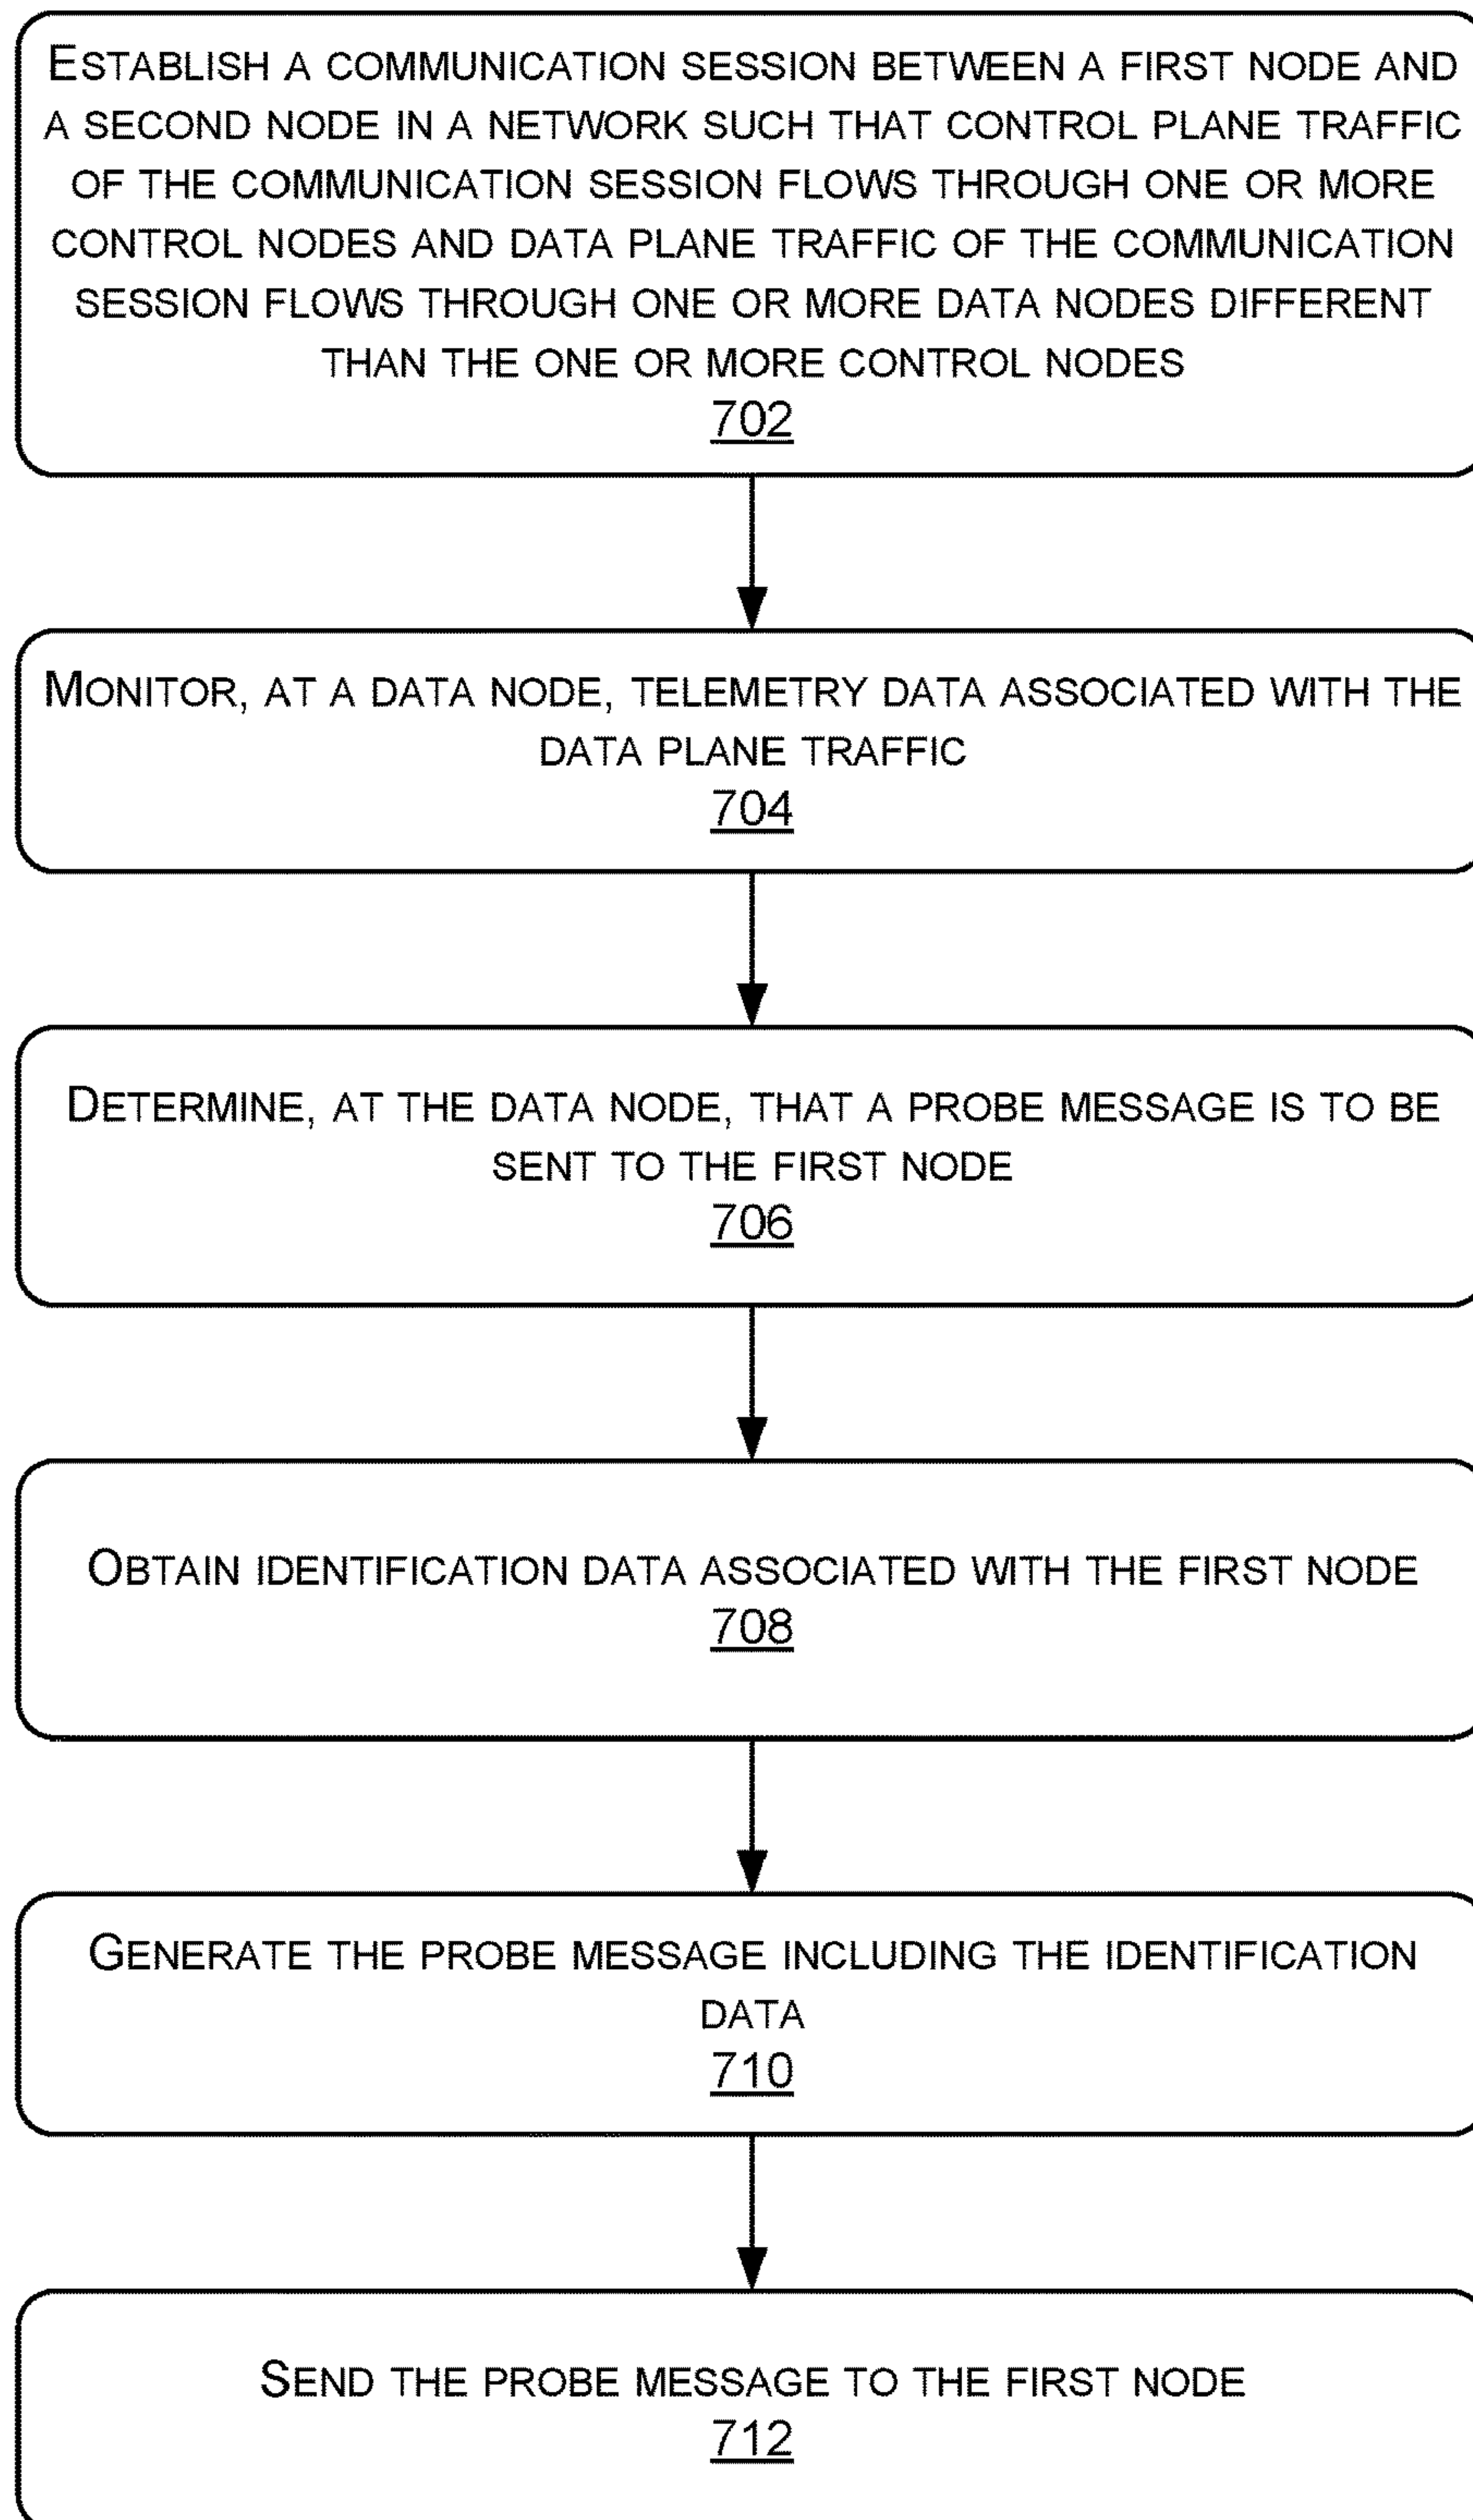 ESTABLISH A COMMUNICATION SESSION BETWEEN A FIRST NODE AND
A SECOND NODE IN A NETWORK SUCH THAT CONTROL PLANE TRAFFIC
OF THE COMMUNICATION SESSION FLOWS THROUGH ONE OR MORE
CONTROL NODES AND DATA PLANE TRAFFIC OF THE COMMUNICATION
SESSION FLOWS THROUGH ONE OR MORE DATA NODES DIFFERENT
THAN THE ONE OR MORE CONTROL NODES
702
MONITOR, AT A DATA NODE, TELEMETRY DATA ASSOCIATED WITH THE
DATA PLANE TRAFFIC
704
DETERMINE, AT THE DATA NODE, THAT A PROBE MESSAGE IS TO BE
SENT TO THE FIRST NODE
706
OBTAIN IDENTIFICATION DATA ASSOCIATED WITH THE FIRST NODE
708
GENERATE THE PROBE MESSAGE INCLUDING THE IDENTIFICATION
DATA
710
SEND THE PROBE MESSAGE TO THE FIRST NODE
712